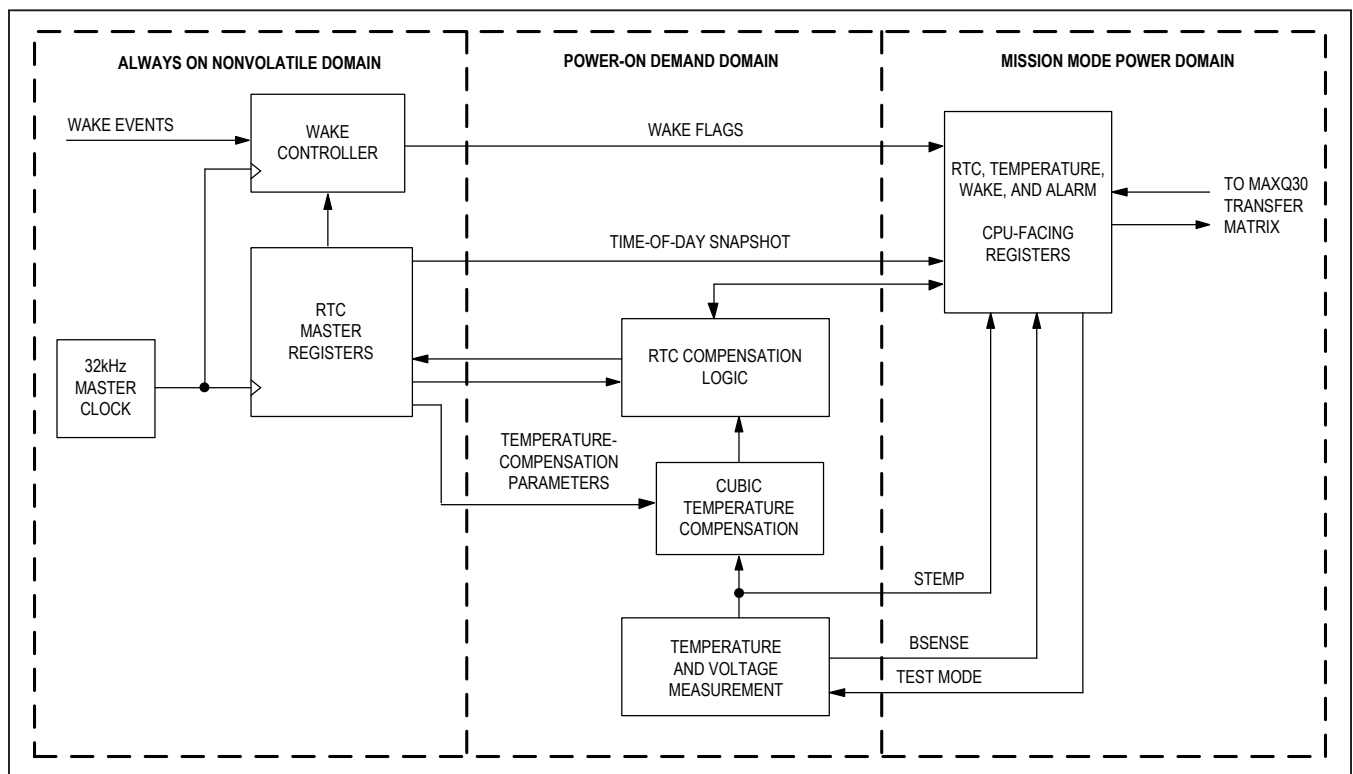 ALWAYS ON NONVOLATILE DOMAIN
POWER-ON DEMAND DOMAIN
MISSION MODE POWER DOMAIN
WAKE EVENTS
WAKE
CONTROLLER
WAKE FLAGS
RTC, TEMPERATURE,
WAKE, AND ALARM
CPU-FACING
REGISTERS
TO MAXQ30
TRANSFER
MATRIX
TIME-OF-DAY SNAPSHOT
RTC
MASTER
REGISTERS
32kHz
MASTER
CLOCK
RTC COMPENSATION
LOGIC
TEMPERATURE-
COMPENSATION
PARAMETERS
CUBIC
TEMPERATURE
COMPENSATION
STEMP
TEMPERATURE
AND VOLTAGE
MEASUREMENT
BSENSE
TEST MODE